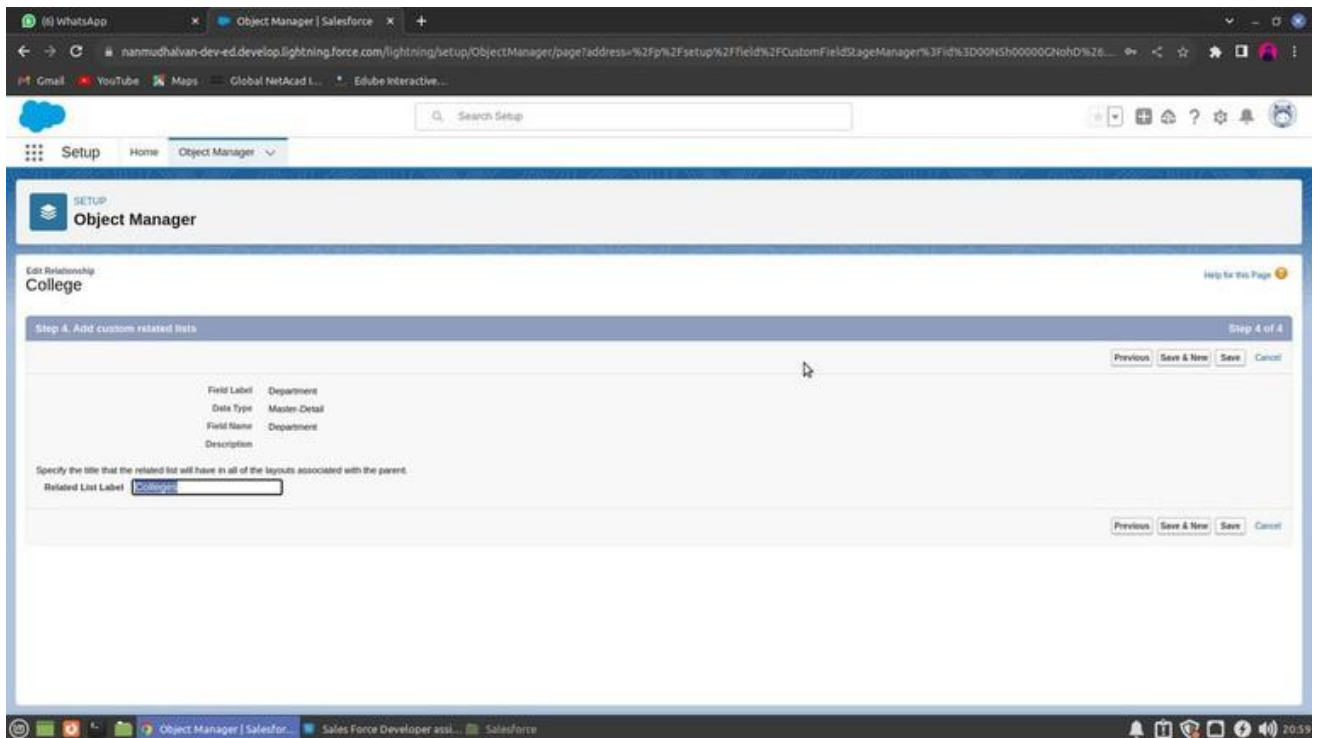 (6) WhatsApp
Object Manager | Salesforce
nanmudhalvan-dev-ed.develop.lightning.force.com/lightning/setup/ObjectManager/page?address=%2Fp%2Fsetup%2Ffield%2FCustomFieldStageManager%3Fid%3D00NSh00000GNohD%26...
Gmail YouTube Maps Global NetAcad I... Edube Interactive...
Search Setup
Setup Home Object Manager
SETUP
Object Manager
Edit Relationship
College
Help for this Page
Step 4. Add custom related lists Step 4 of 4
Previous Save & New Save Cancel
Field Label Department
Data Type Master-Detail
Field Name Department
Description
Specify the title that the related list will have in all of the layouts associated with the parent.
Related List Label Colleges
Previous Save & New Save Cancel
Object Manager | Salesfor... Sales Force Developer assi... Salesforce 20:59